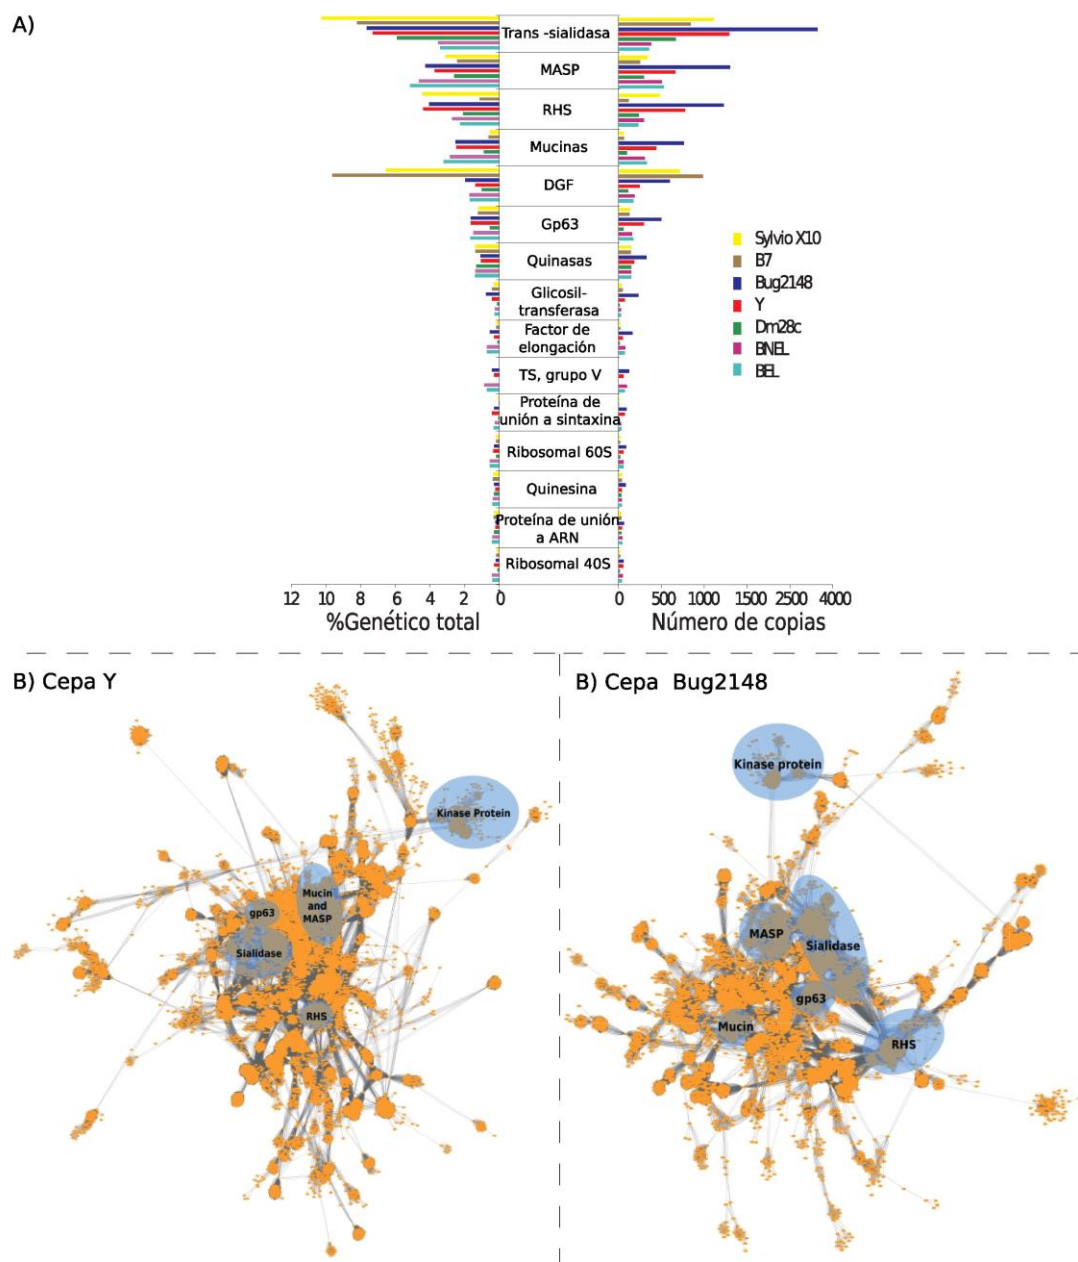 A)
Trans -sialidasa
MASP
RHS
Mucinas
DGF
Gp63
Quinasas
Glicosil-
transferasa
Factor de
elongación
TS, grupo V
Proteína de
unión a sintaxina
Ribosomal 60S
Quinesina
Proteína de unión
a ARN
Ribosomal 40S
Sylvio X10
B7
Bug2148
Y
Dm28c
BNEL
BEL
12 10 8 6 4 2 0
0 500 1000 1500 2500 4000
%Genético total
Número de copias
B) Cepa Y
Kinase Protein
Mucin
and
MASP
gp63
Sialidase
RHS
B) Cepa Bug2148
Kinase protein
MASP
Sialidase
gp63
Mucin
RHS